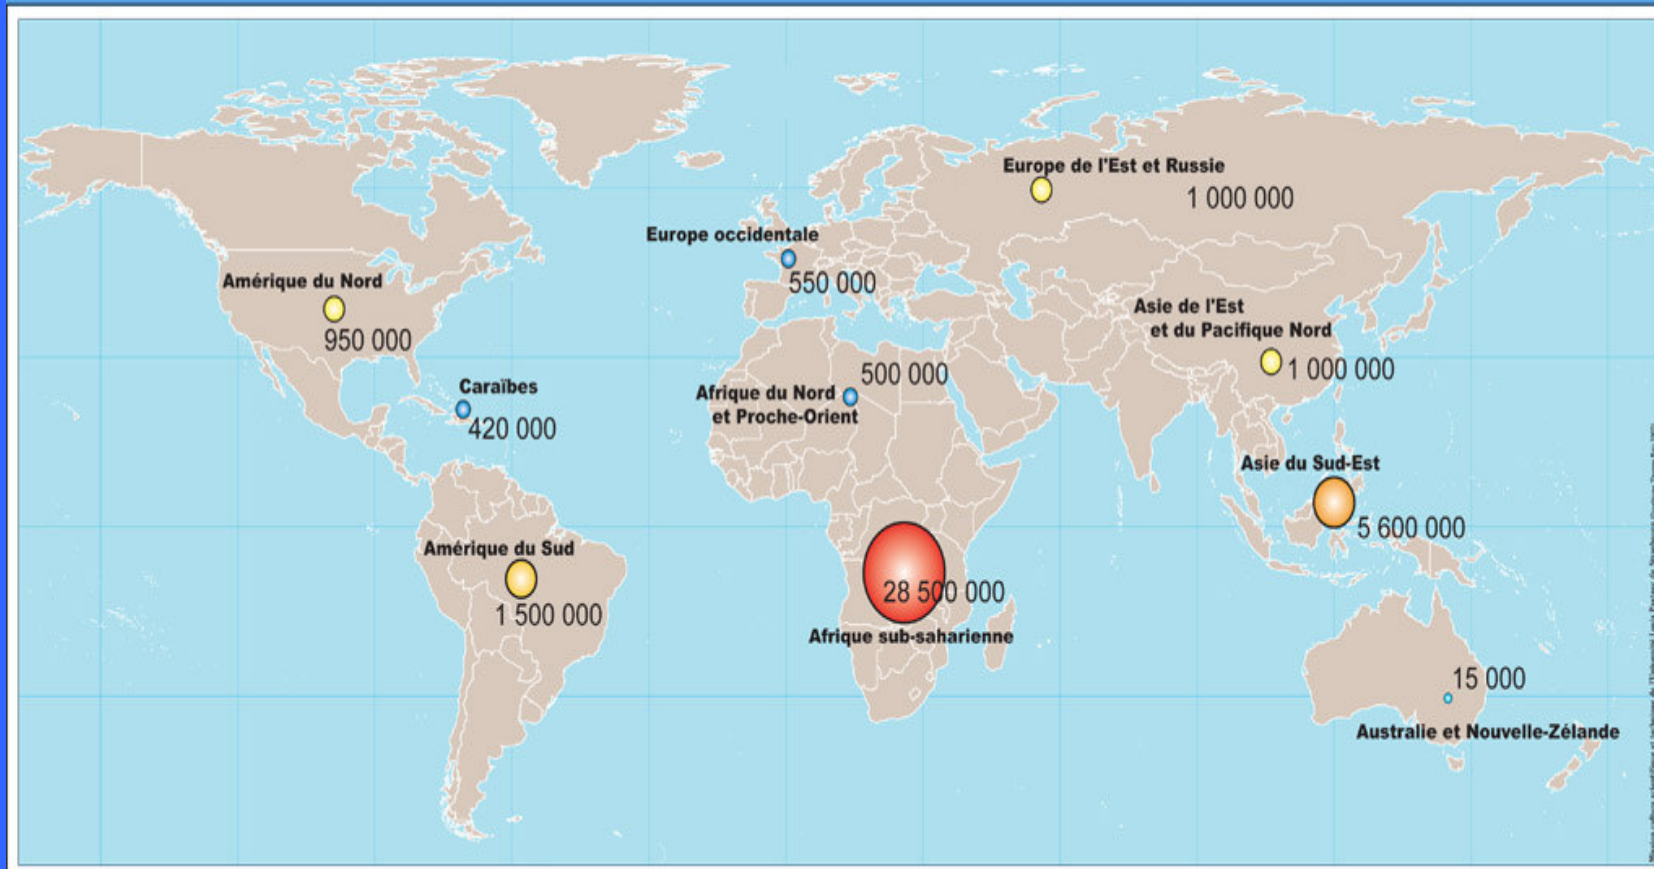 Europe de l'Est et Russie
1 000 000
Europe occidentale
550 000
Amérique du Nord
950 000
Asie de l'Est
et du Pacifique Nord
1 000 000
Caraïbes
420 000
500 000
Afrique du Nord
et Proche-Orient
Asie du Sud-Est
5 600 000
Amérique du Sud
1 500 000
28 500 000
Afrique sub-saharienne
15 000
Australie et Nouvelle-Zélande